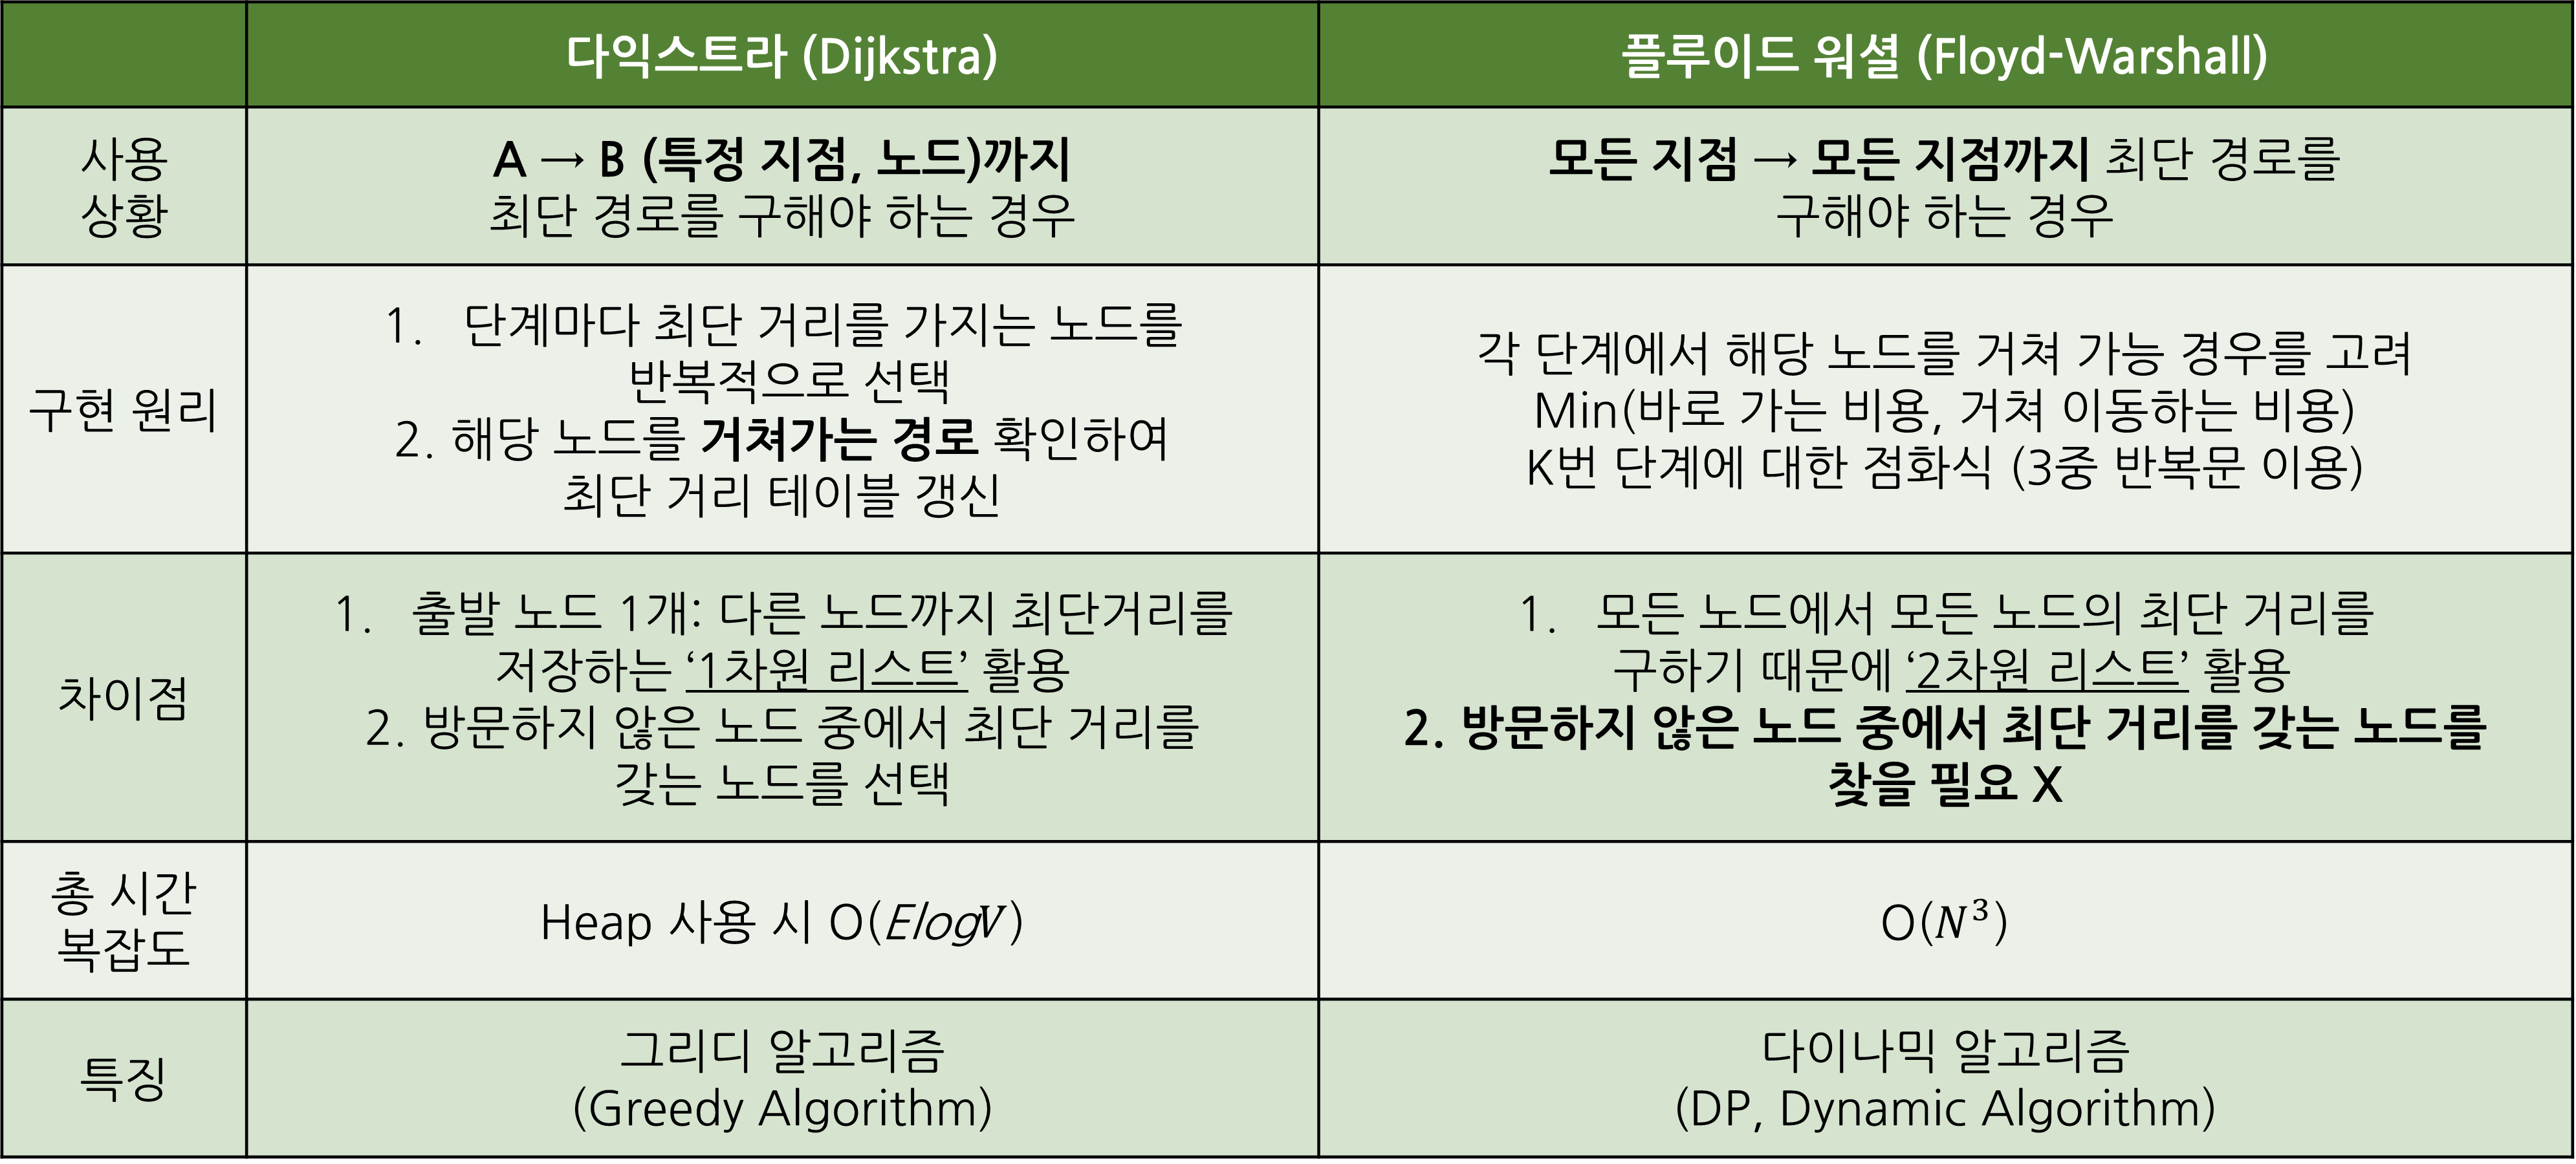 다익스트라 (Dijkstra)
플루이드 워셜 (Floyd-Warshall)
사용
상황
A → B (특정 지점, 노드)까지
최단 경로를 구해야 하는 경우
모든 지점 → 모든 지점까지 최단 경로를
구해야 하는 경우
구현 원리
1. 단계마다 최단 거리를 가지는 노드를
반복적으로 선택
2. 해당 노드를 거쳐가는 경로 확인하여
최단 거리 테이블 갱신
각 단계에서 해당 노드를 거쳐 가능 경우를 고려
Min(바로 가는 비용, 거쳐 이동하는 비용)
K번 단계에 대한 점화식 (3중 반복문 이용)
차이점
1. 출발 노드 1개: 다른 노드까지 최단거리를
저장하는 ‘1차원 리스트’ 활용
2. 방문하지 않은 노드 중에서 최단 거리를
갖는 노드를 선택
1. 모든 노드에서 모든 노드의 최단 거리를
구하기 때문에 ‘2차원 리스트’ 활용
2. 방문하지 않은 노드 중에서 최단 거리를 갖는 노드를
찾을 필요 X
총 시간
복잡도
Heap 사용 시 O(ElogV)
O(N³)
특징
그리디 알고리즘
(Greedy Algorithm)
다이나믹 알고리즘
(DP, Dynamic Algorithm)